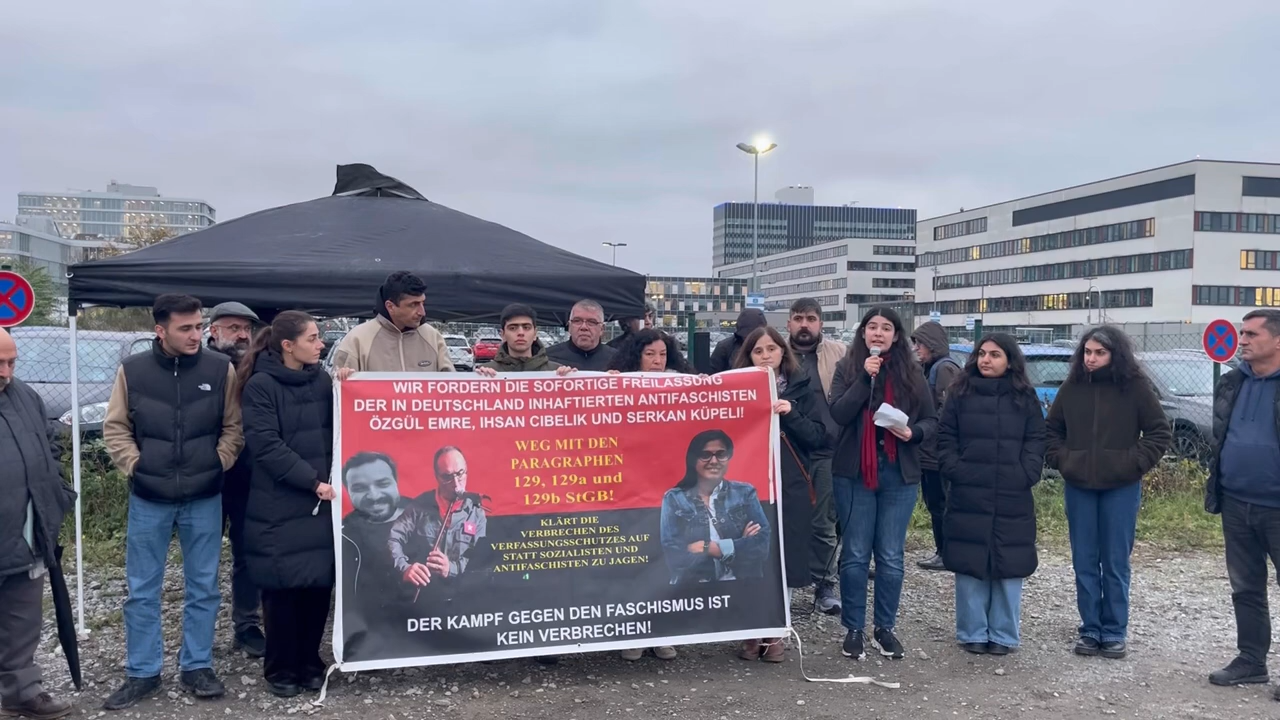 WIR FORDERN DIE SOFORTIGE FREILASSUNG
DER IN DEUTSCHLAND INHAFTIERTEN ANTIFASCHISTEN
ÖZGÜL EMRE, IHSAN CIBELIK UND SERKAN KÜPELI!
WEG MIT DEN
PARAGRAPHEN
129, 129a und
129b StGB!
KLÄRT DIE
VERBRECHEN DES
VERFASSUNGSSCHUTZES AUF
STATT SOZIALISTEN UND
ANTIFASCHISTEN ZU JAGEN!
DER KAMPF GEGEN DEN FASCHISMUS IST
KEIN VERBRECHEN!